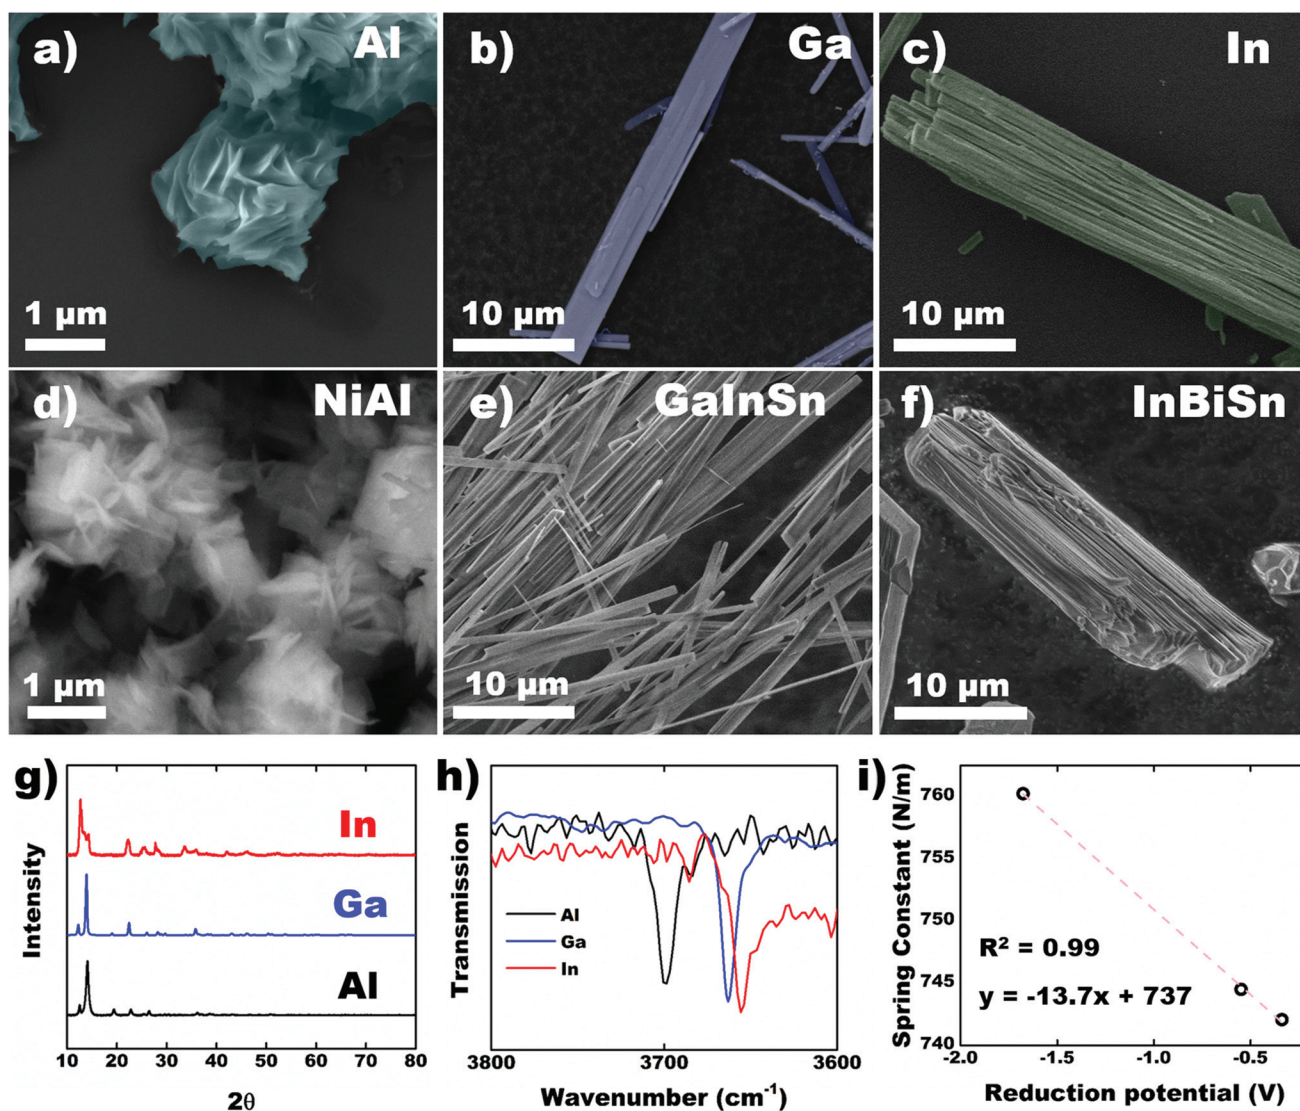 a) Al
b) Ga
c) In
1 µm
10 µm
10 µm
d) NiAl
e) GaInSn
f) InBiSn
1 µm
10 µm
10 µm
g)
In
Ga
Al
Intensity
10 20 30 40 50 60 70 80
2θ
h)
Al
Ga
In
Transmission
3800 3700 3600
Wavenumber (cm⁻¹)
i)
760
755
750
745
740
Spring Constant (N/m)
R² = 0.99
y = -13.7x + 737
-2.0 -1.5 -1.0 -0.5
Reduction potential (V)